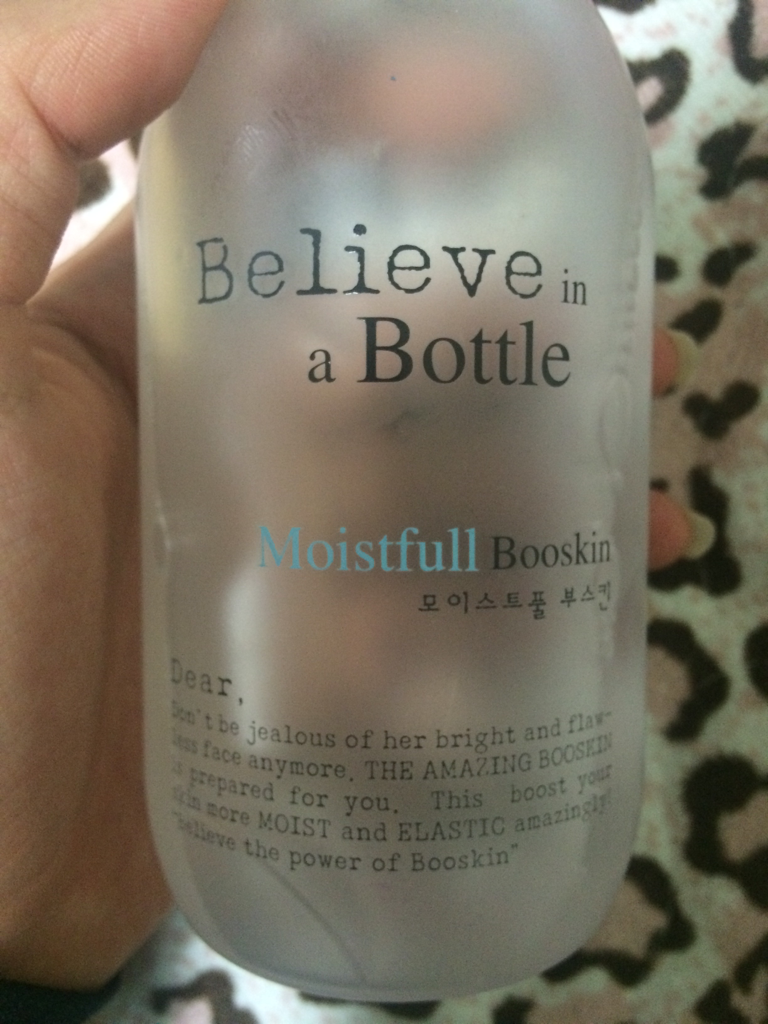 Believe in
a Bottle
Moistfull Booskin
모이스트풀 부스킨
Dear,
Don't be jealous of her bright and flaw-
less face anymore. THE AMAZING BOOSKIN
is prepared for you. This boost your
skin more MOIST and ELASTIC amazingly!
"believe the power of Booskin"